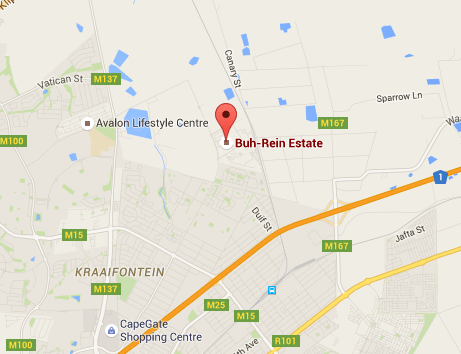 Canary St
Vatican St
M137
Sparrow Ln
Avalon Lifestyle Centre
M167
M100
Buh-Rein Estate
1
Duif St
M15
Jafta St
M167
KRAAIFONTEIN
M137
M25
M15
CapeGate
Shopping Centre
R101
M100